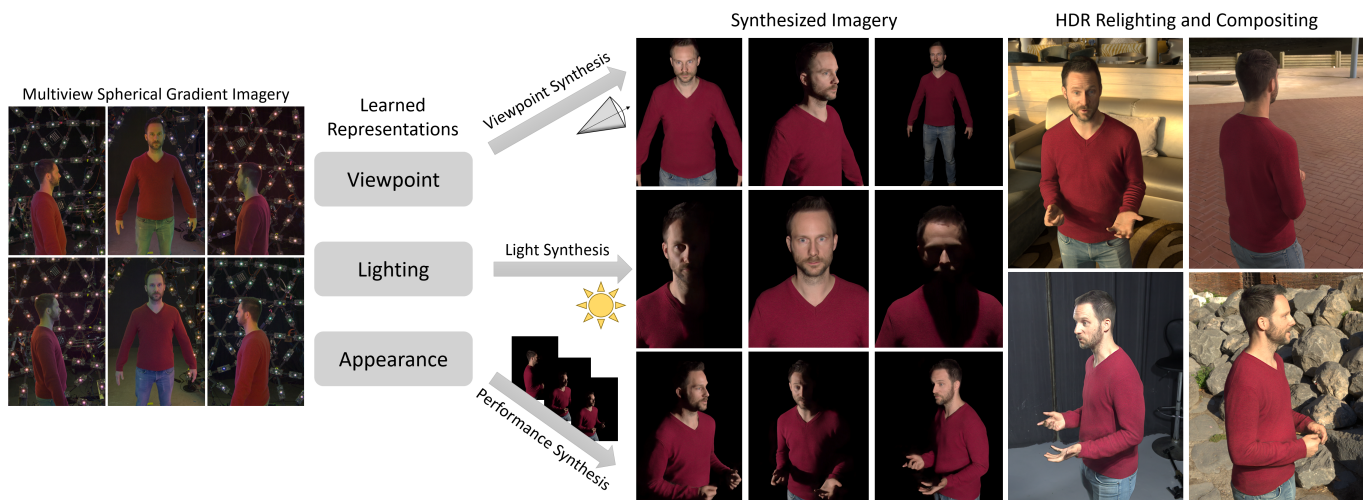 Synthesized Imagery
HDR Relighting and Compositing
Multiview Spherical Gradient Imagery
Learned
Representations
Viewpoint
Lighting
Appearance
Viewpoint Synthesis
Light Synthesis
Performance Synthesis